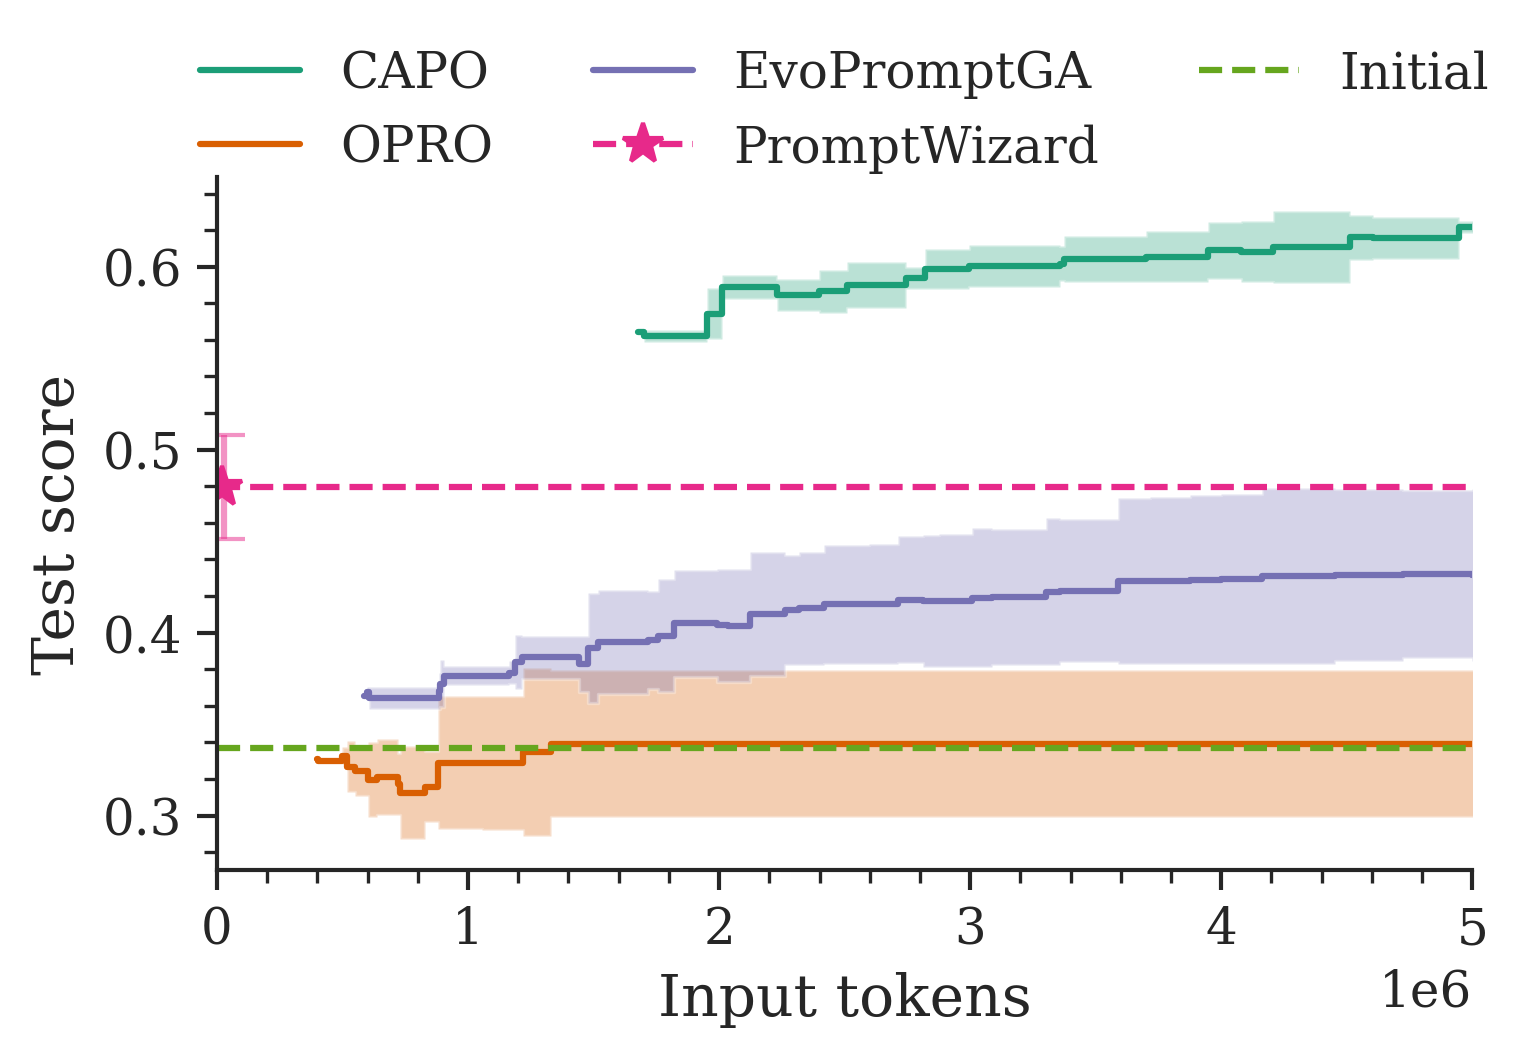 CAPO EvoPromptGA Initial
OPRO PromptWizard
0.6
0.5
0.4
0.3
Test score
0 1 2 3 4 5
1e6
Input tokens